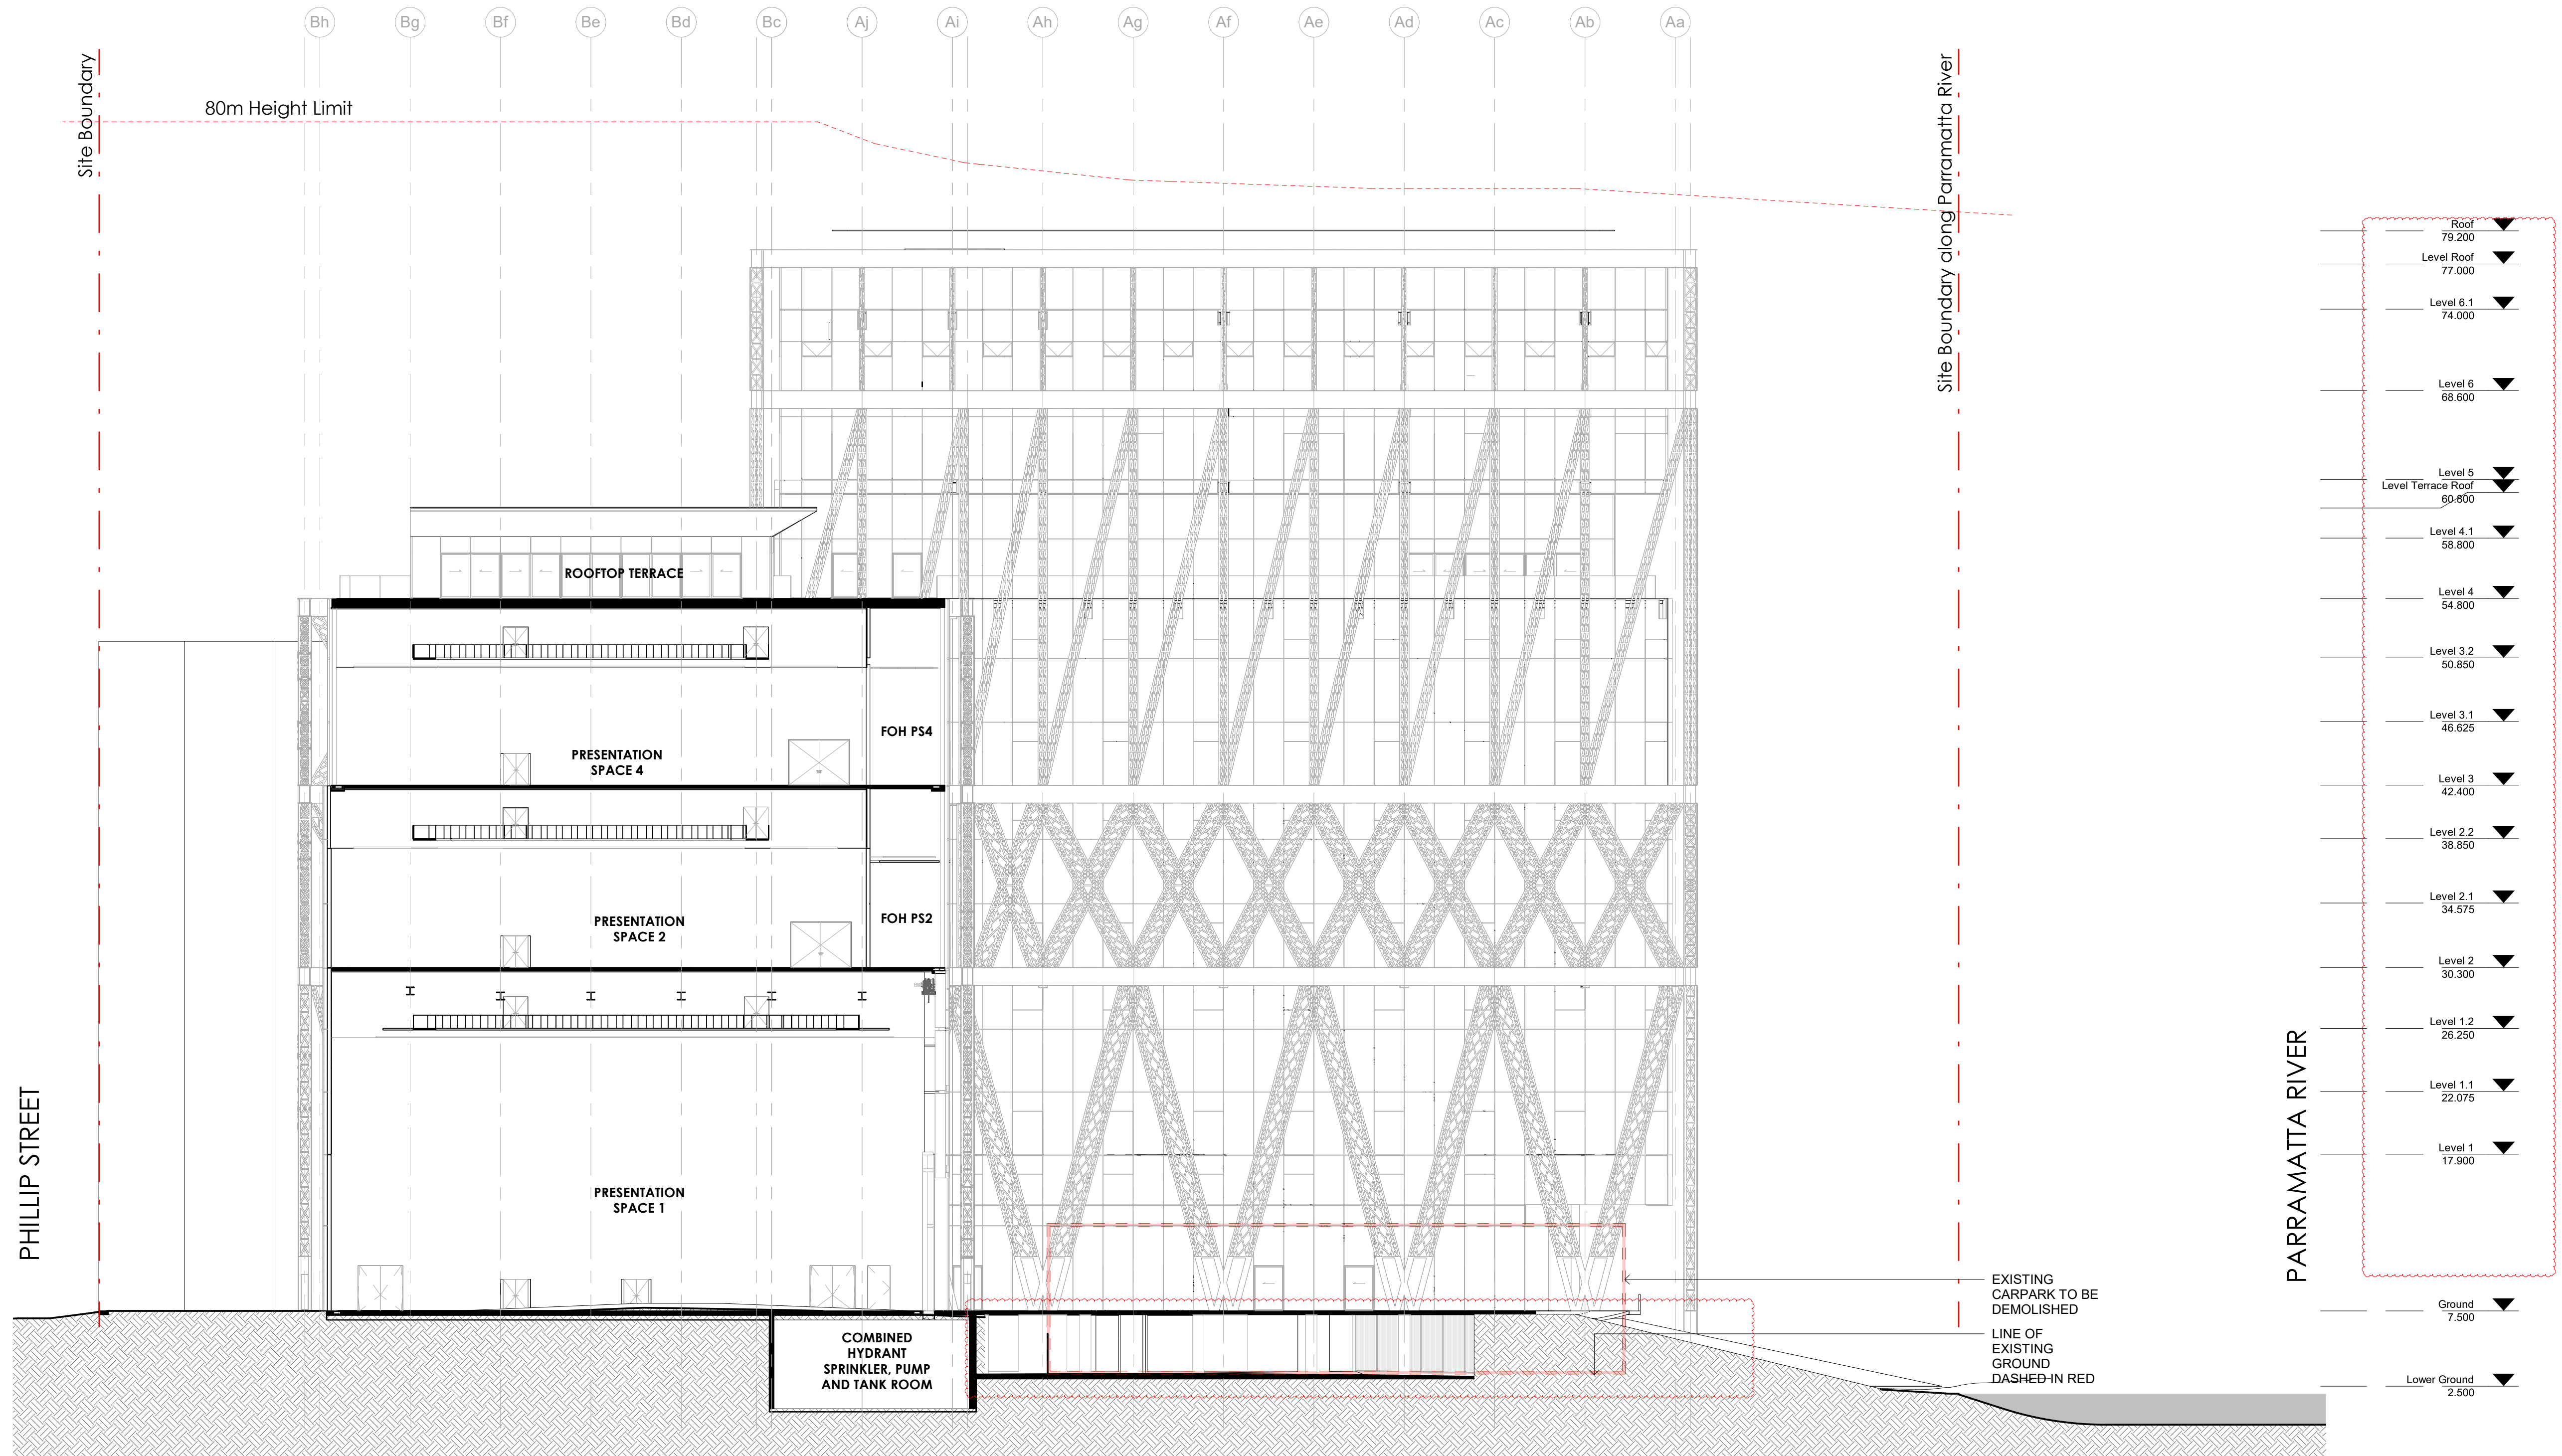 Bh
Bg
Bf
Be
Bd
Bc
Aj
Ai
Ah
Ag
Af
Ae
Ad
Ac
Ab
Aa
Site Boundary
80m Height Limit
Site Boundary along Parramatta River
Roof
79.200
Level Roof
77.000
Level 6.1
74.000
Level 6
68.600
Level 5
Level Terrace Roof
60.800
Level 4.1
58.800
Level 4
54.800
Level 3.2
50.850
Level 3.1
46.625
Level 3
42.400
Level 2.2
38.850
Level 2.1
34.575
Level 2
30.300
Level 1.2
26.250
Level 1.1
22.075
Level 1
17.900
Ground
7.500
Lower Ground
2.500
ROOFTOP TERRACE
FOH PS4
PRESENTATION
SPACE 4
FOH PS2
PRESENTATION
SPACE 2
PRESENTATION
SPACE 1
COMBINED
HYDRANT
SPRINKLER, PUMP
AND TANK ROOM
PHILLIP STREET
PARRAMATTA RIVER
EXISTING
CARPARK TO BE
DEMOLISHED
LINE OF
EXISTING
GROUND
DASHED IN RED